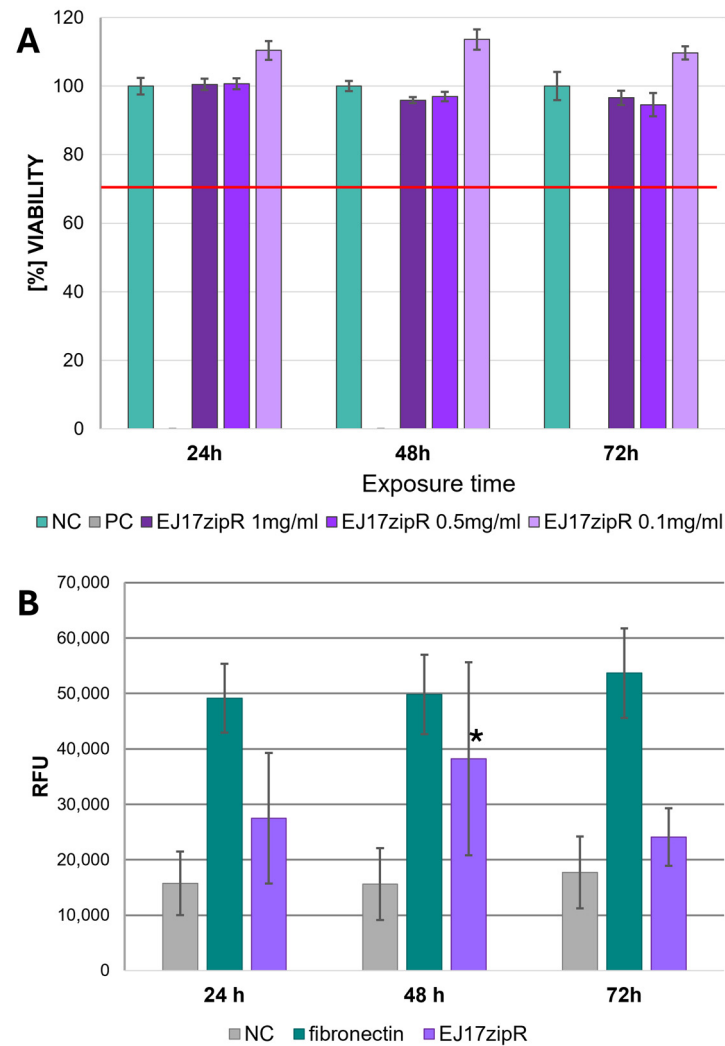 A
[%] VIABILITY
120
100
80
60
40
20
0
24h 48h 72h
Exposure time
NC PC EJ17zipR 1mg/ml EJ17zipR 0.5mg/ml EJ17zipR 0.1mg/ml
B
RFU
70,000
60,000
50,000
40,000
30,000
20,000
10,000
0
*
24 h 48 h 72h
NC fibronectin EJ17zipR